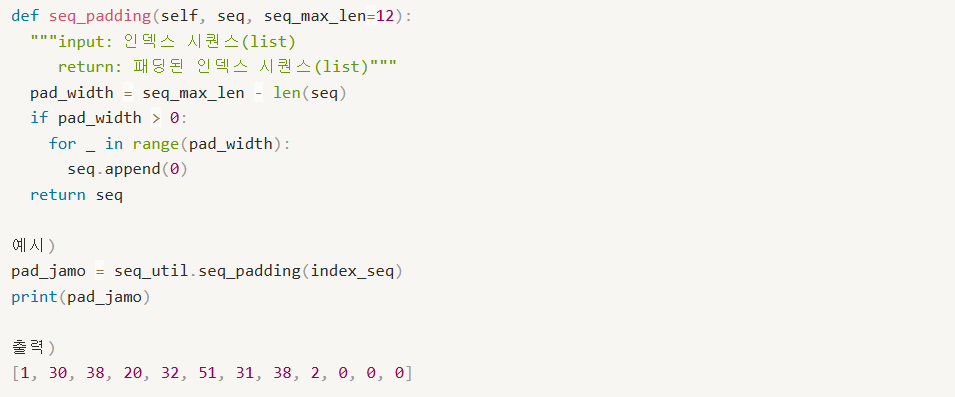 def seq_padding(self, seq, seq_max_len=12):
  """input: 인덱스 시퀀스(list)
     return: 패딩된 인덱스 시퀀스(list)"""
  pad_width = seq_max_len - len(seq)
  if pad_width > 0:
    for _ in range(pad_width):
      seq.append(0)
  return seq

예시)
pad_jamo = seq_util.seq_padding(index_seq)
print(pad_jamo)

출력)
[1, 30, 38, 20, 32, 51, 31, 38, 2, 0, 0, 0]